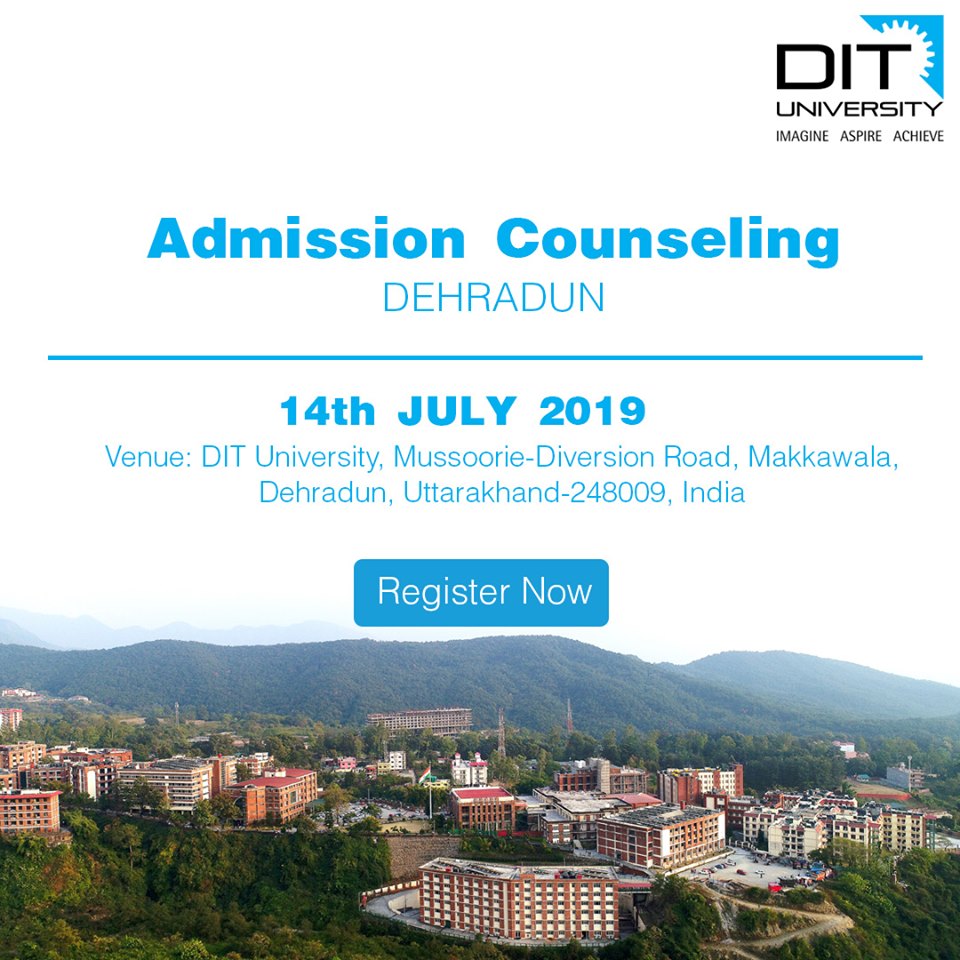 DIT
UNIVERSITY
IMAGINE ASPIRE ACHIEVE
Admission Counseling
DEHRADUN
14th JULY 2019
Venue: DIT University, Mussoorie-Diversion Road, Makkawala,
Dehradun, Uttarakhand-248009, India
Register Now